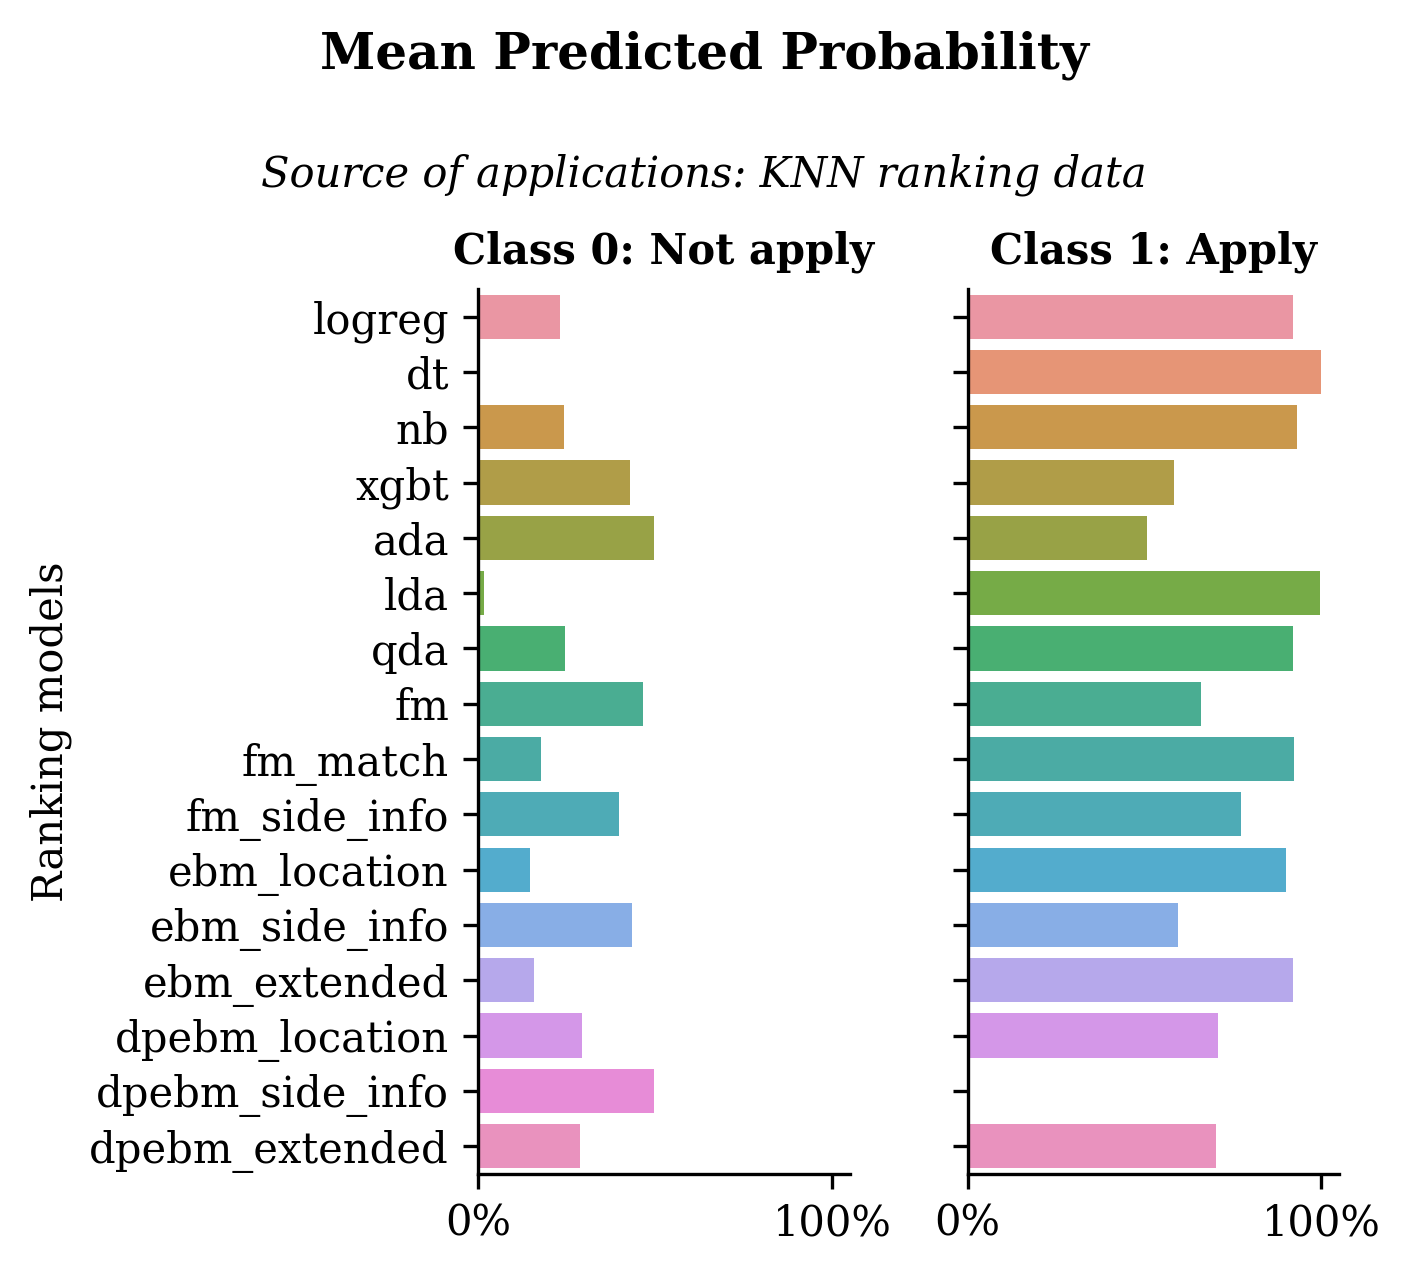 Mean Predicted Probability
Source of applications: KNN ranking data
Class 0: Not apply
Class 1: Apply
Ranking models
logreg
dt
nb
xgbt
ada
lda
qda
fm
fm_match
fm_side_info
ebm_location
ebm_side_info
ebm_extended
dpebm_location
dpebm_side_info
dpebm_extended
0% 100% 0% 100%